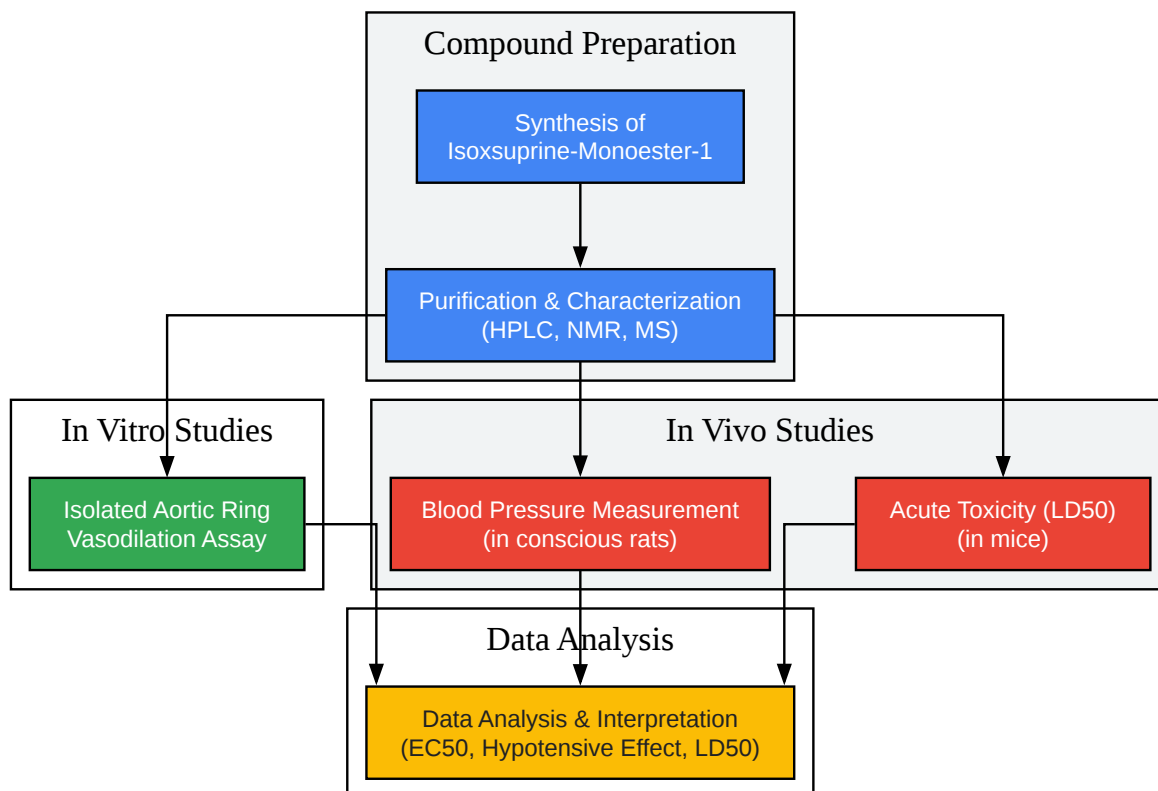 Compound Preparation
Synthesis of
Isoxsuprine-Monoester-1
Purification & Characterization
(HPLC, NMR, MS)
In Vitro Studies
Isolated Aortic Ring
Vasodilation Assay
In Vivo Studies
Blood Pressure Measurement
(in conscious rats)
Acute Toxicity (LD50)
(in mice)
Data Analysis
Data Analysis & Interpretation
(EC50, Hypotensive Effect, LD50)